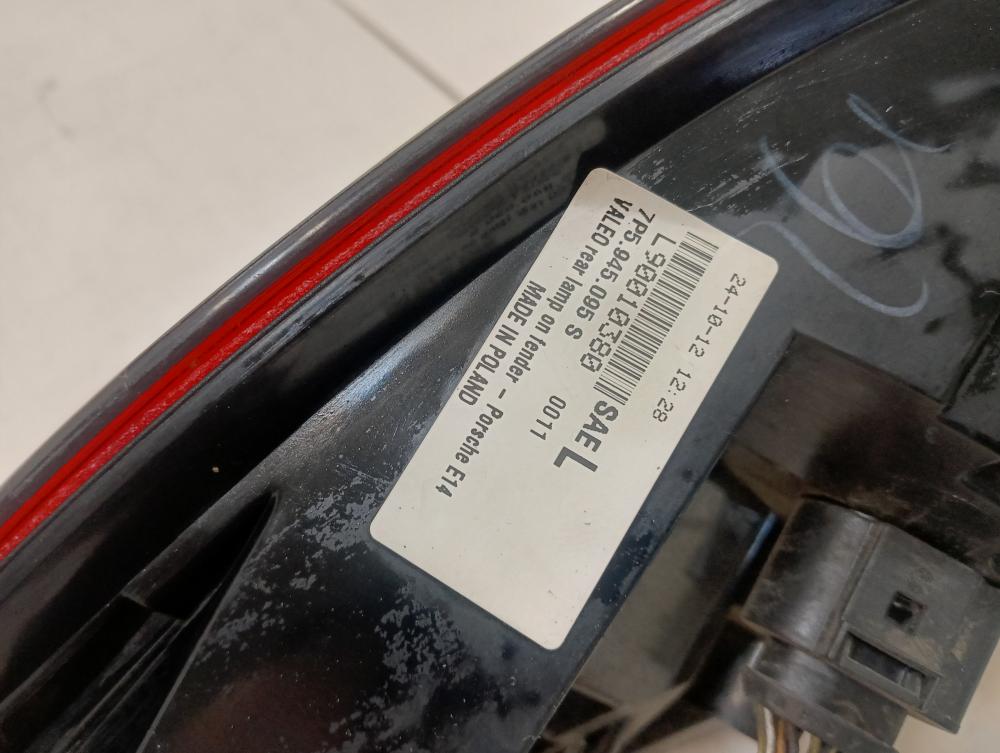 24-10-12 12:28
L90010380 SAE L
7P5.945.095 S 0011
VALEO rear lamp on fender - Porsche E14
MADE IN POLAND